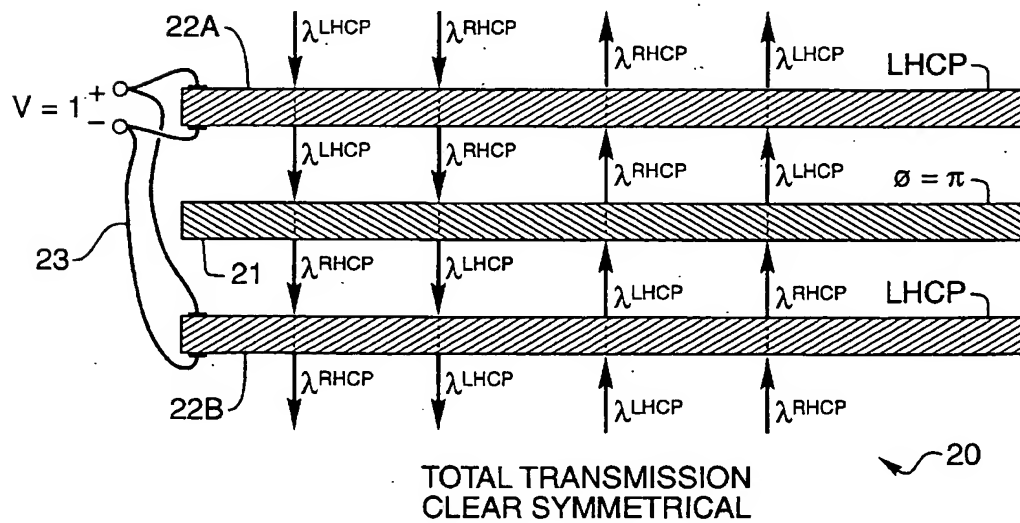 22A λLHCP λRHCP λRHCP λLHCP LHCP
V = 1 + −
λLHCP λRHCP λRHCP λLHCP ø = π
23 21 λRHCP λLHCP λLHCP λRHCP LHCP
22B λRHCP λLHCP λLHCP λRHCP
20
TOTAL TRANSMISSION
CLEAR SYMMETRICAL